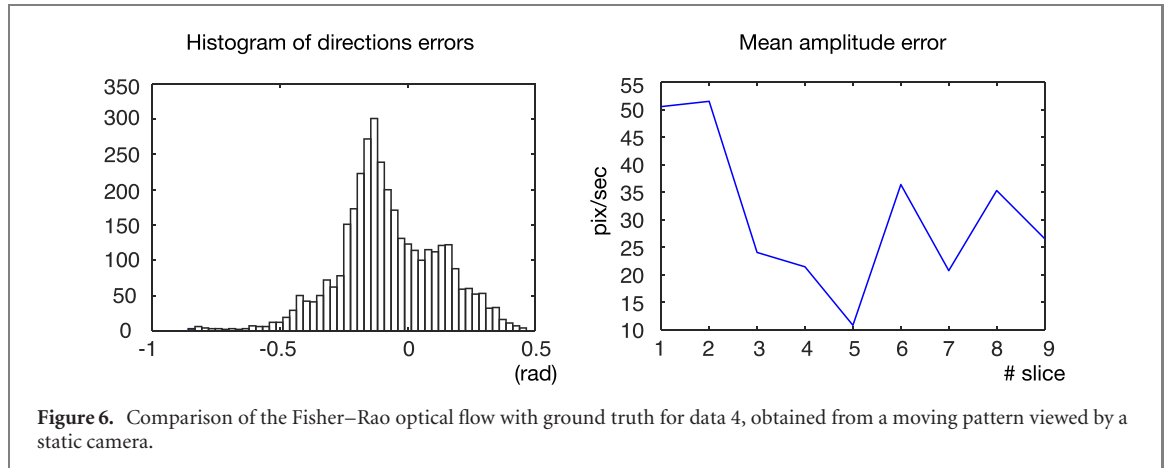 Histogram of directions errors
350
300
250
200
150
100
50
0
-1 -0.5 0 0.5
(rad)
Mean amplitude error
55
50
45
40
35
30
25
20
15
10
pix/sec
1 2 3 4 5 6 7 8 9
# slice
Figure 6. Comparison of the Fisher–Rao optical flow with ground truth for data 4, obtained from a moving pattern viewed by a
static camera.